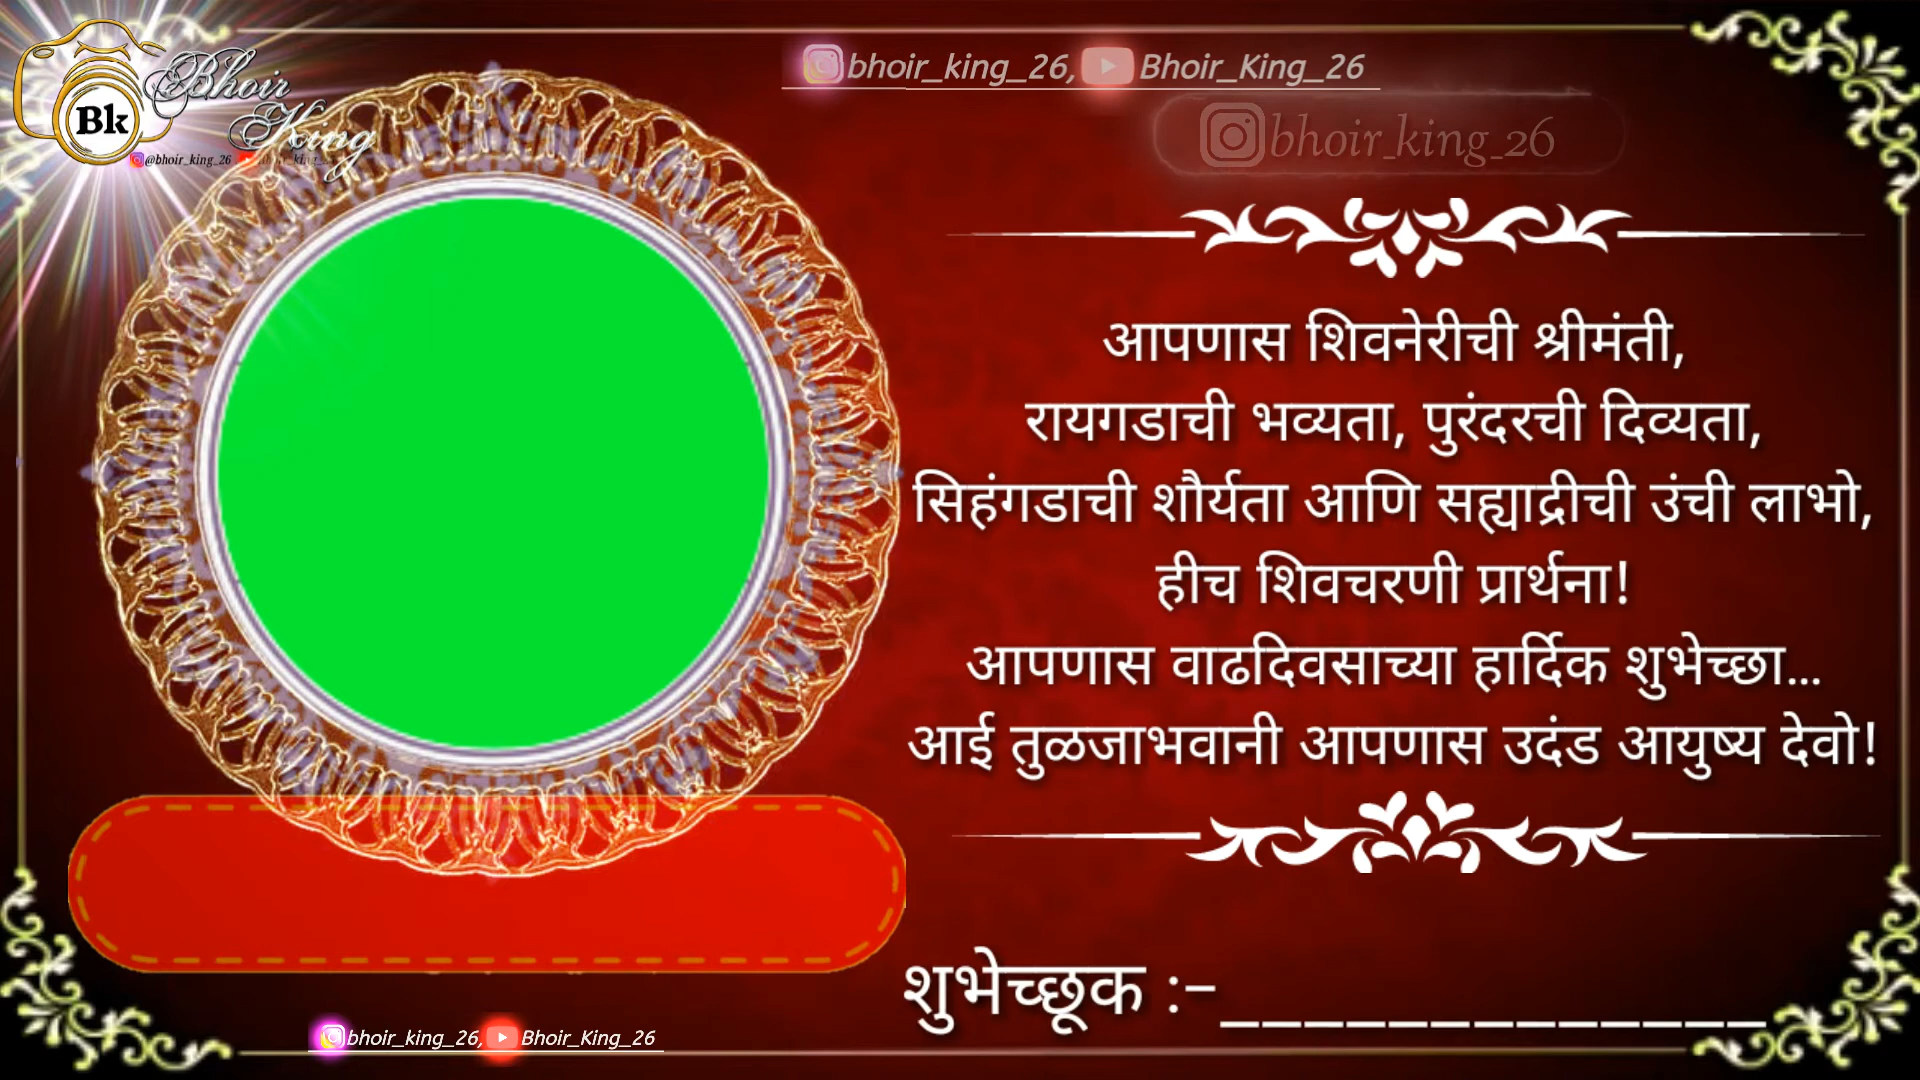 Bk
Bhoir
King
@bhoir_king_26
bhoir_king_26, Bhoir_King_26
bhoir_king_26
आपणास शिवनेरीची श्रीमंती,
रायगडाची भव्यता, पुरंदरची दिव्यता,
सिहंगडाची शौर्यता आणि सह्याद्रीची उंची लाभो,
हीच शिवचरणी प्रार्थना!
आपणास वाढदिवसाच्या हार्दिक शुभेच्छा...
आई तुळजाभवानी आपणास उदंड आयुष्य देवो!
शुभेच्छूक :-_______________
bhoir_king_26, Bhoir_King_26